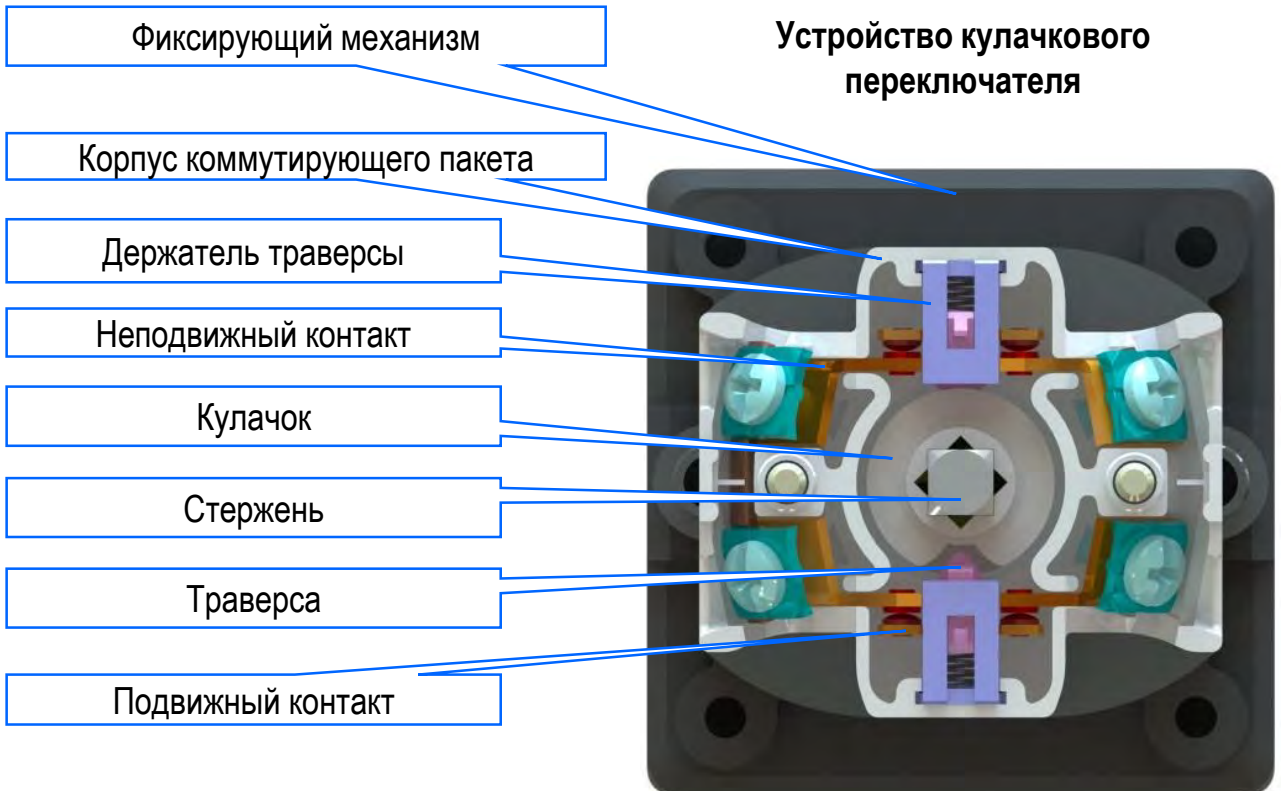 Фиксирующий механизм
Устройство кулачкового
переключателя
Корпус коммутирующего пакета
Держатель траверсы
Неподвижный контакт
Кулачок
Стержень
Траверса
Подвижный контакт